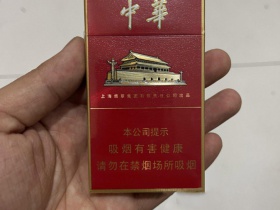 中華
本公司提示
吸烟有害健康
请勿在禁烟场所吸烟